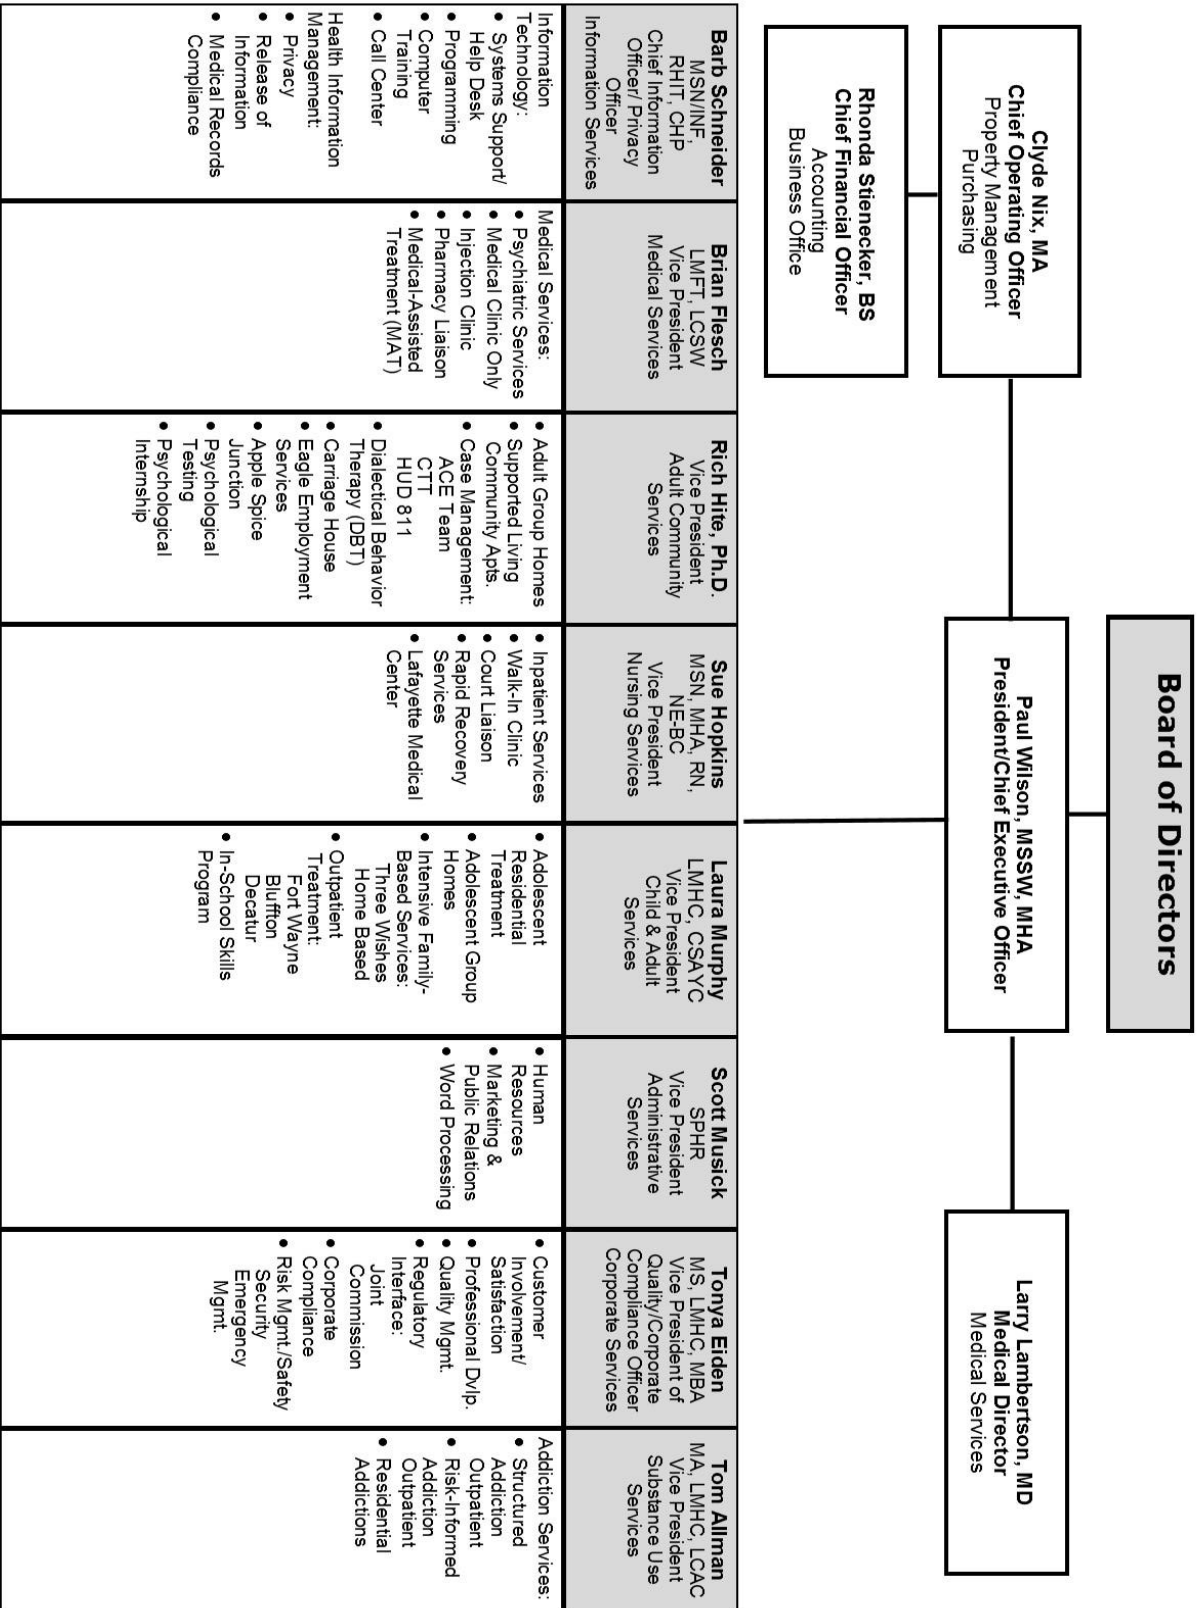 Board of Directors
Paul Wilson, MSSW, MHA
President/Chief Executive Officer
Clyde Nix, MA
Chief Operating Officer
Property Management
Purchasing
Larry Lambertson, MD
Medical Director
Medical Services
Rhonda Stienecker, BS
Chief Financial Officer
Accounting
Business Office
Barb Schneider
MSN/INF,
RHIT, CHP
Chief Information
Officer/ Privacy
Officer
Information Services
Information
Technology:
• Systems Support/
Help Desk
• Programming
• Computer
Training
• Call Center
Health Information
Management:
• Privacy
• Release of
Information
• Medical Records
Compliance
Brian Flesch
LMFT, LCSW
Vice President
Medical Services
Medical Services:
• Psychiatric Services
• Medical Clinic Only
• Injection Clinic
• Pharmacy Liaison
• Medical-Assisted
Treatment (MAT)
Rich Hite, Ph.D.
Vice President
Adult Community
Services
• Adult Group Homes
• Supported Living
Community Apts.
• Case Management:
ACE Team
CTT
HUD 811
• Dialectical Behavior
Therapy (DBT)
• Carriage House
• Eagle Employment
Services
• Apple Spice
Junction
• Psychological
Testing
• Psychological
Internship
Sue Hopkins
MSN, MHA, RN,
NE-BC
Vice President
Nursing Services
• Inpatient Services
• Walk-In Clinic
• Court Liaison
• Rapid Recovery
Services
• Lafayette Medical
Center
Laura Murphy
LMHC, CSAYC
Vice President
Child & Adult
Services
• Adolescent
Residential
Treatment
• Adolescent Group
Homes
• Intensive Family-
Based Services:
Three Wishes
Home Based
• Outpatient
Treatment:
Fort Wayne
Bluffton
Decatur
• In-School Skills
Program
Scott Musick
SPHR
Vice President
Administrative
Services
• Human
Resources
• Marketing &
Public Relations
• Word Processing
Tonya Eiden
MS, LMHC, MBA
Vice President of
Quality/Corporate
Compliance Officer
Corporate Services
• Customer
Involvement/
Satisfaction
• Professional Dvlp.
• Quality Mgmt.
• Regulatory
Interface:
Joint
Commission
• Corporate
Compliance
• Risk Mgmt./Safety
Security
Emergency
Mgmt.
Tom Allman
MA, LMHC, LCAC
Vice President
Substance Use
Services
Addiction Services:
• Structured
Addiction
Outpatient
• Risk-Informed
Addiction
Outpatient
• Residential
Addictions